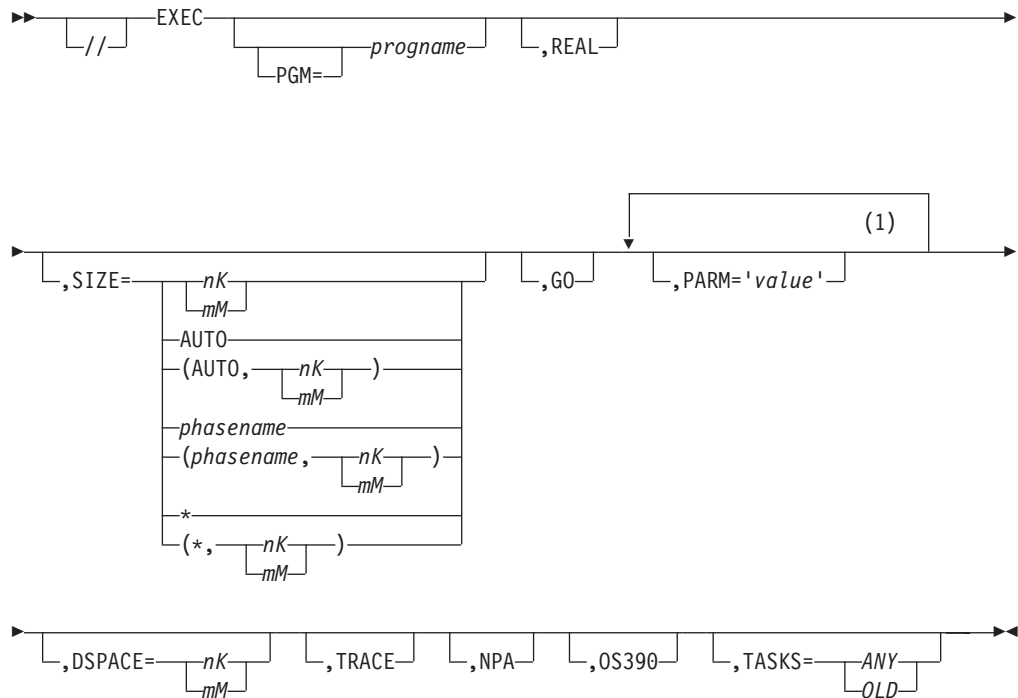 EXEC
// progname ,REAL
PGM=
(1)
,SIZE= nK ,GO ,PARM='value'
mM
AUTO
(AUTO, nK )
mM
phasename
(phasename, nK )
mM
*
(*, nK )
mM
,DSPACE= nK ,TRACE ,NPA ,OS390 ,TASKS= ANY
mM OLD